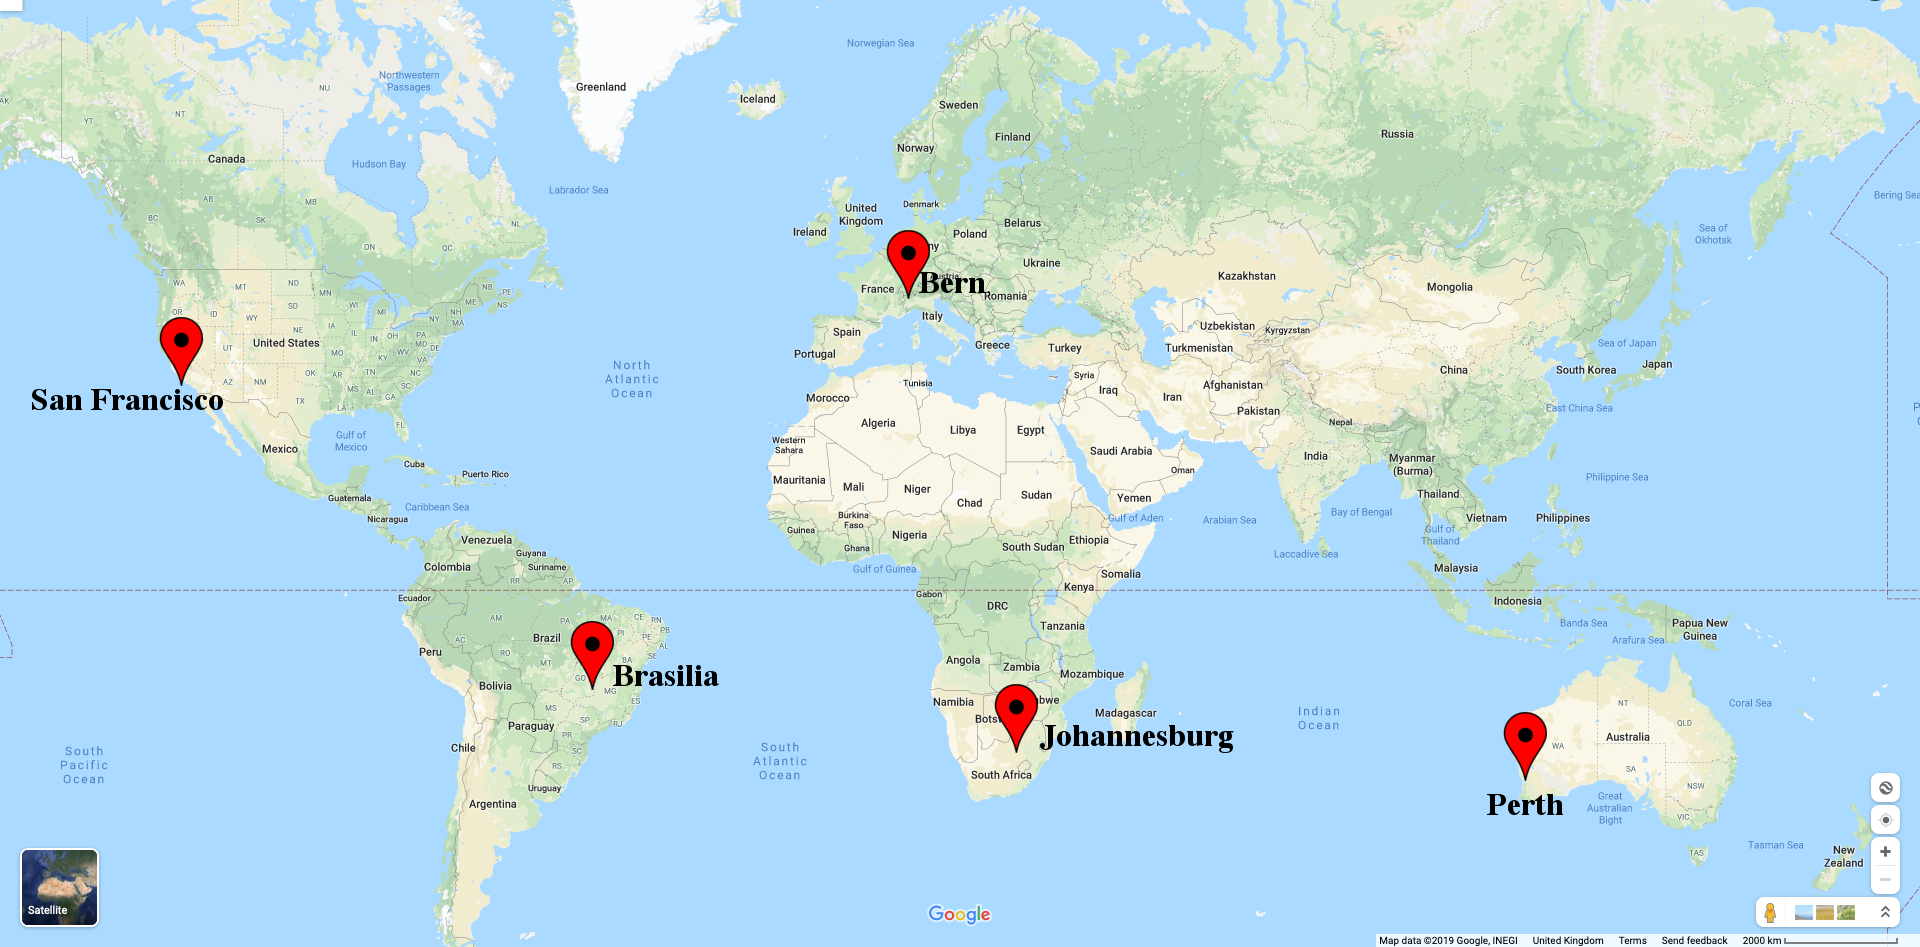 Norwegian Sea
Greenland
Iceland
Northwestern
Passages
NU
AK
YT
NT
Sweden
Finland
Russia
Norway
Canada
Hudson Bay
Labrador Sea
Bering Sea
AB
SK
MB
BC
ON
QC
NL
United
Kingdom
Denmark
Ireland
Belarus
Poland
Sea of
Okhotsk
ny
Ukraine
Austria
Bern
France
Romania
Kazakhstan
Mongolia
WA
MT
ND
MN
SD
WI
MI
OR
ID
WY
NE
IA
IL
IN
OH
PA
NY
NH
ME
MA
NB
PE
NS
Italy
Spain
Portugal
Greece
Turkey
Uzbekistan
Kyrgyzstan
Turkmenistan
Sea of Japan
Japan
South Korea
China
UT
United States
MO
KY
WV
VA
MD
DE
AZ
NM
OK
AR
TN
NC
SC
MS
AL
GA
TX
LA
FL
San Francisco
North
Atlantic
Ocean
Tunisia
Syria
Iraq
Iran
Afghanistan
Pakistan
Morocco
Algeria
Libya
Egypt
Nepal
East China Sea
Gulf of
Mexico
Mexico
Western
Sahara
Saudi Arabia
India
Myanmar
(Burma)
Oman
Cuba
Puerto Rico
Mauritania
Mali
Niger
Chad
Sudan
Yemen
Thailand
Philippine Sea
Guatemala
Caribbean Sea
Nicaragua
Burkina
Faso
Guinea
Ghana
Nigeria
Gulf of Aden
Arabian Sea
Bay of Bengal
Vietnam
Philippines
Gulf of
Thailand
Venezuela
Guyana
Suriname
Colombia
RR
AP
South Sudan
Ethiopia
Laccadive Sea
Gulf of Guinea
Somalia
Malaysia
Ecuador
Gabon
Kenya
DRC
Indonesia
AM
PA
MA
CE
RN
PB
PI
SE
AL
AC
RO
Brazil
Tanzania
Banda Sea
Arafura Sea
Papua New
Guinea
Peru
MT
BA
GO
Brasilia
Bolivia
MG
ES
Angola
Zambia
Mozambique
MS
SP
RJ
Paraguay
PR
SC
RS
Namibia
bwe
Bots
Madagascar
Indian
Ocean
NT
QLD
Coral Sea
Johannesburg
WA
Australia
SA
NSW
VIC
TAS
South
Pacific
Ocean
Chile
South
Atlantic
Ocean
South Africa
Uruguay
Argentina
Great
Australian
Bight
Perth
Tasman Sea
New
Zealand
Satellite
Google
Map data ©2019 Google, INEGI United Kingdom Terms Send feedback 2000 km